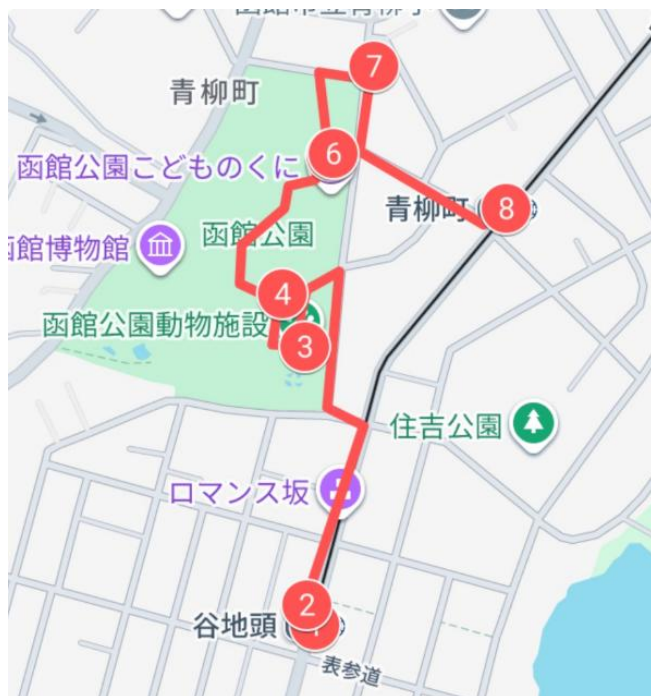 青柳町
7
6
函館公園こどものくに
青柳町
8
函館公園
函館博物館
4
函館公園動物施設
3
住吉公園
ロマンス坂
2
谷地頭
表参道